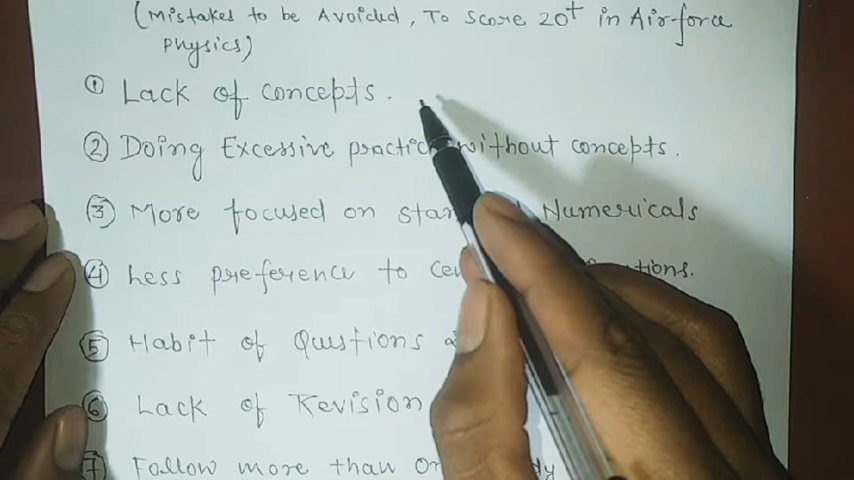 (Mistakes to be Avoided, To score 20+ in Air-force
Physics)
① Lack of concepts.
② Doing Excessive practice without concepts.
③ More focused on Numericals
④ Less preference to
⑤ Habit of Qustions
⑥ Lack of Revision
⑦ Follow more than